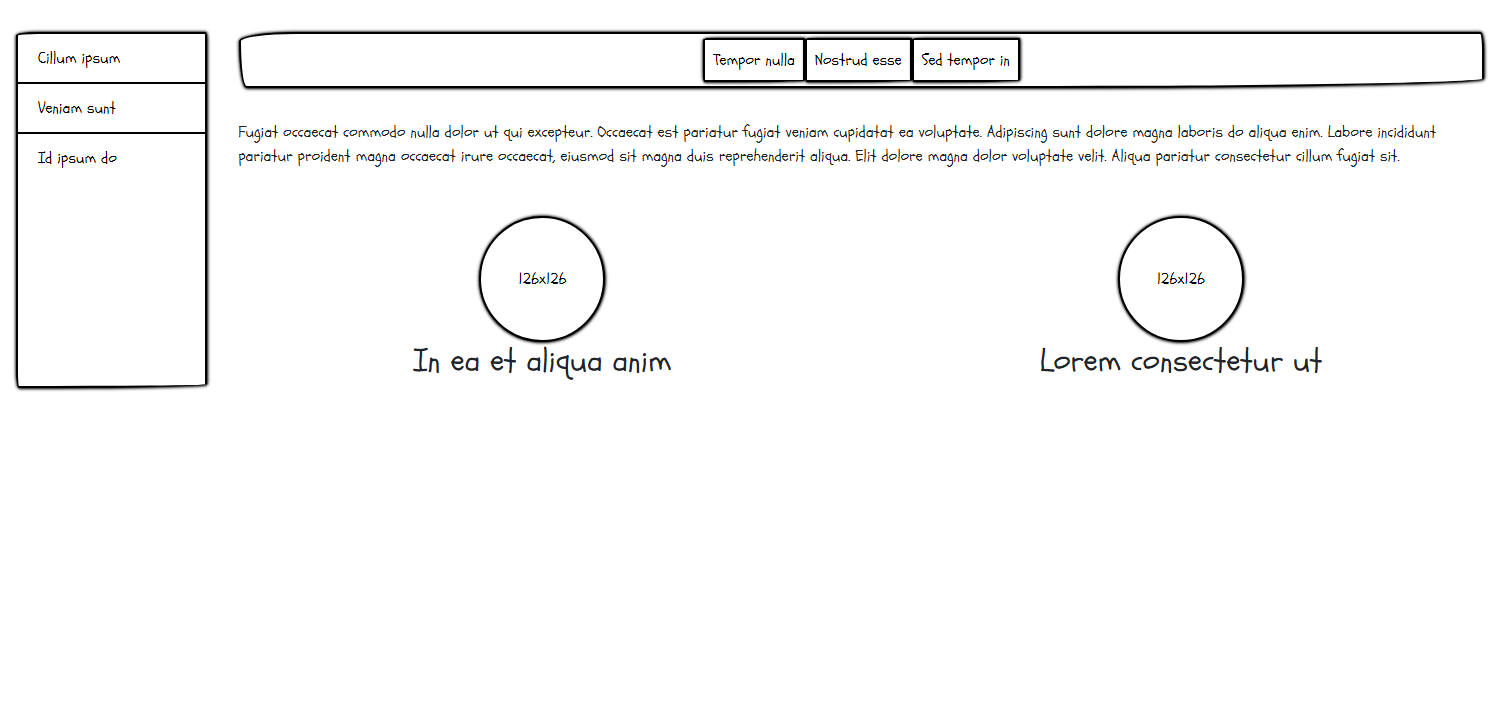 Cillum ipsum
Veniam sunt
Id ipsum do
Tempor nulla
Nostrud esse
Sed tempor in
Fugiat occaecat commodo nulla dolor ut qui excepteur. Occaecat est pariatur fugiat veniam cupidatat ea voluptate. Adipiscing sunt dolore magna laboris do aliqua enim. Labore incididunt
pariatur proident magna occaecat irure occaecat, eiusmod sit magna duis reprehenderit aliqua. Elit dolore magna dolor voluptate velit. Aliqua pariatur consectetur cillum fugiat sit.
126x126
In ea et aliqua anim
126x126
Lorem consectetur ut